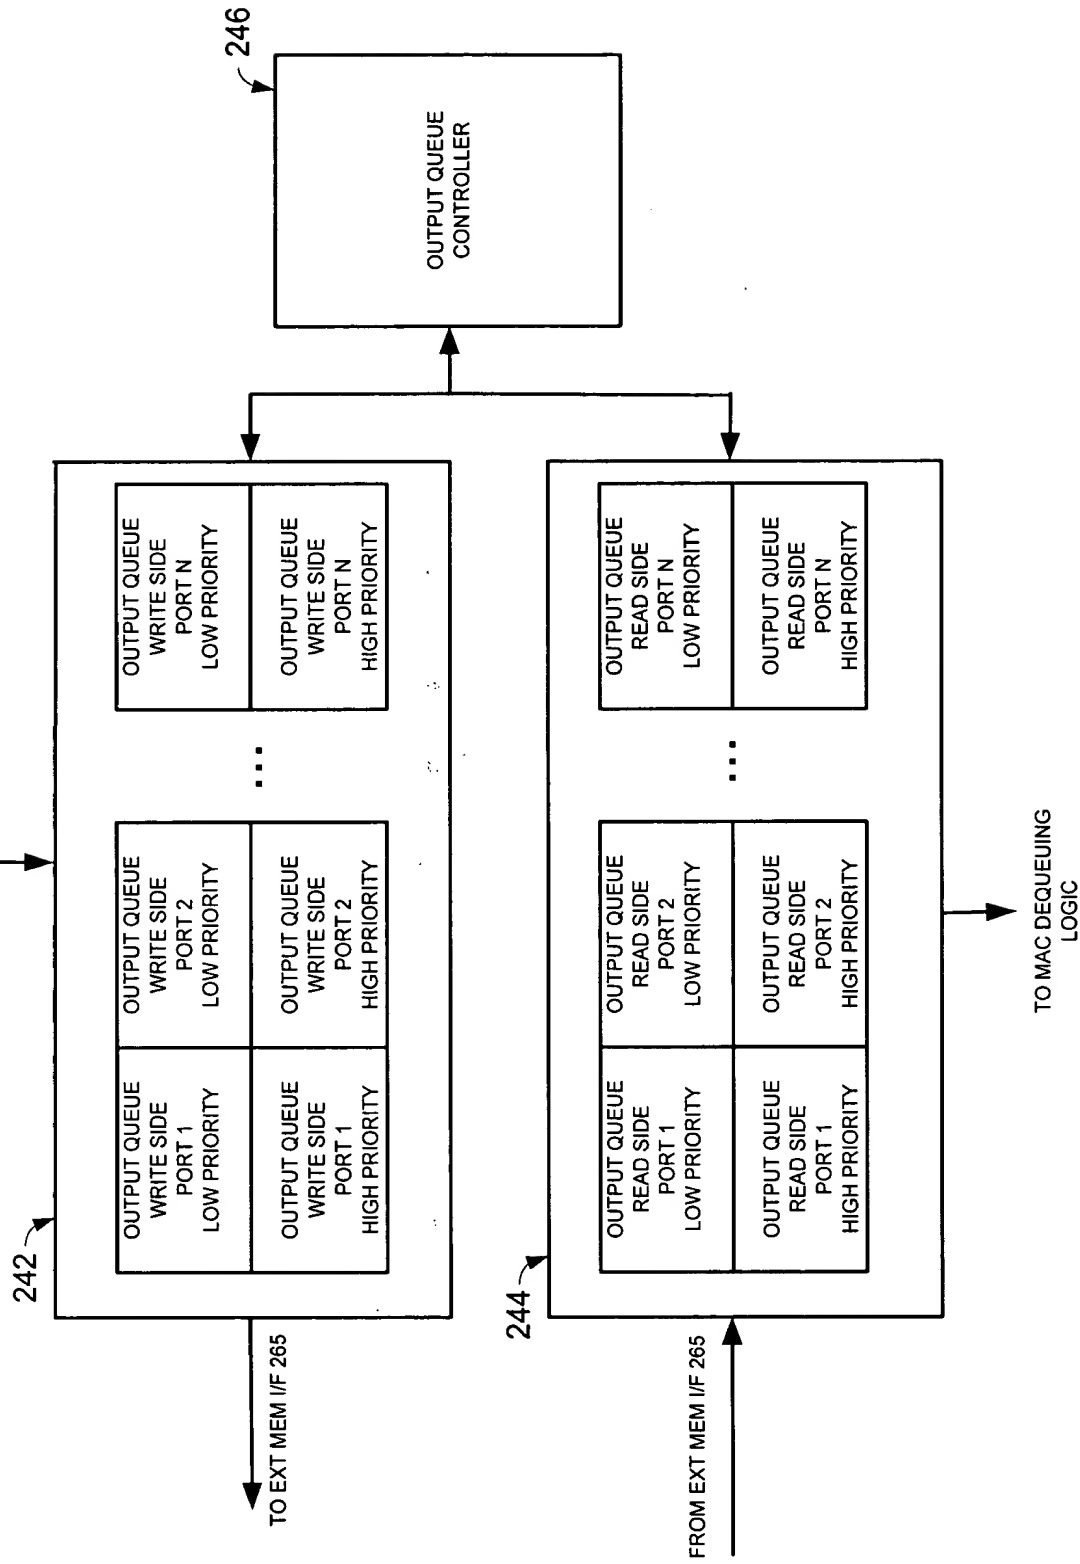 242
OUTPUT QUEUE
WRITE SIDE
PORT 1
LOW PRIORITY
OUTPUT QUEUE
WRITE SIDE
PORT 2
LOW PRIORITY
...
OUTPUT QUEUE
WRITE SIDE
PORT N
LOW PRIORITY
OUTPUT QUEUE
WRITE SIDE
PORT 1
HIGH PRIORITY
OUTPUT QUEUE
WRITE SIDE
PORT 2
HIGH PRIORITY
OUTPUT QUEUE
WRITE SIDE
PORT N
HIGH PRIORITY
TO EXT MEM I/F 265
246
OUTPUT QUEUE
CONTROLLER
244
OUTPUT QUEUE
READ SIDE
PORT 1
LOW PRIORITY
OUTPUT QUEUE
READ SIDE
PORT 2
LOW PRIORITY
...
OUTPUT QUEUE
READ SIDE
PORT N
LOW PRIORITY
OUTPUT QUEUE
READ SIDE
PORT 1
HIGH PRIORITY
OUTPUT QUEUE
READ SIDE
PORT 2
HIGH PRIORITY
OUTPUT QUEUE
READ SIDE
PORT N
HIGH PRIORITY
FROM EXT MEM I/F 265
TO MAC DEQUEUING
LOGIC